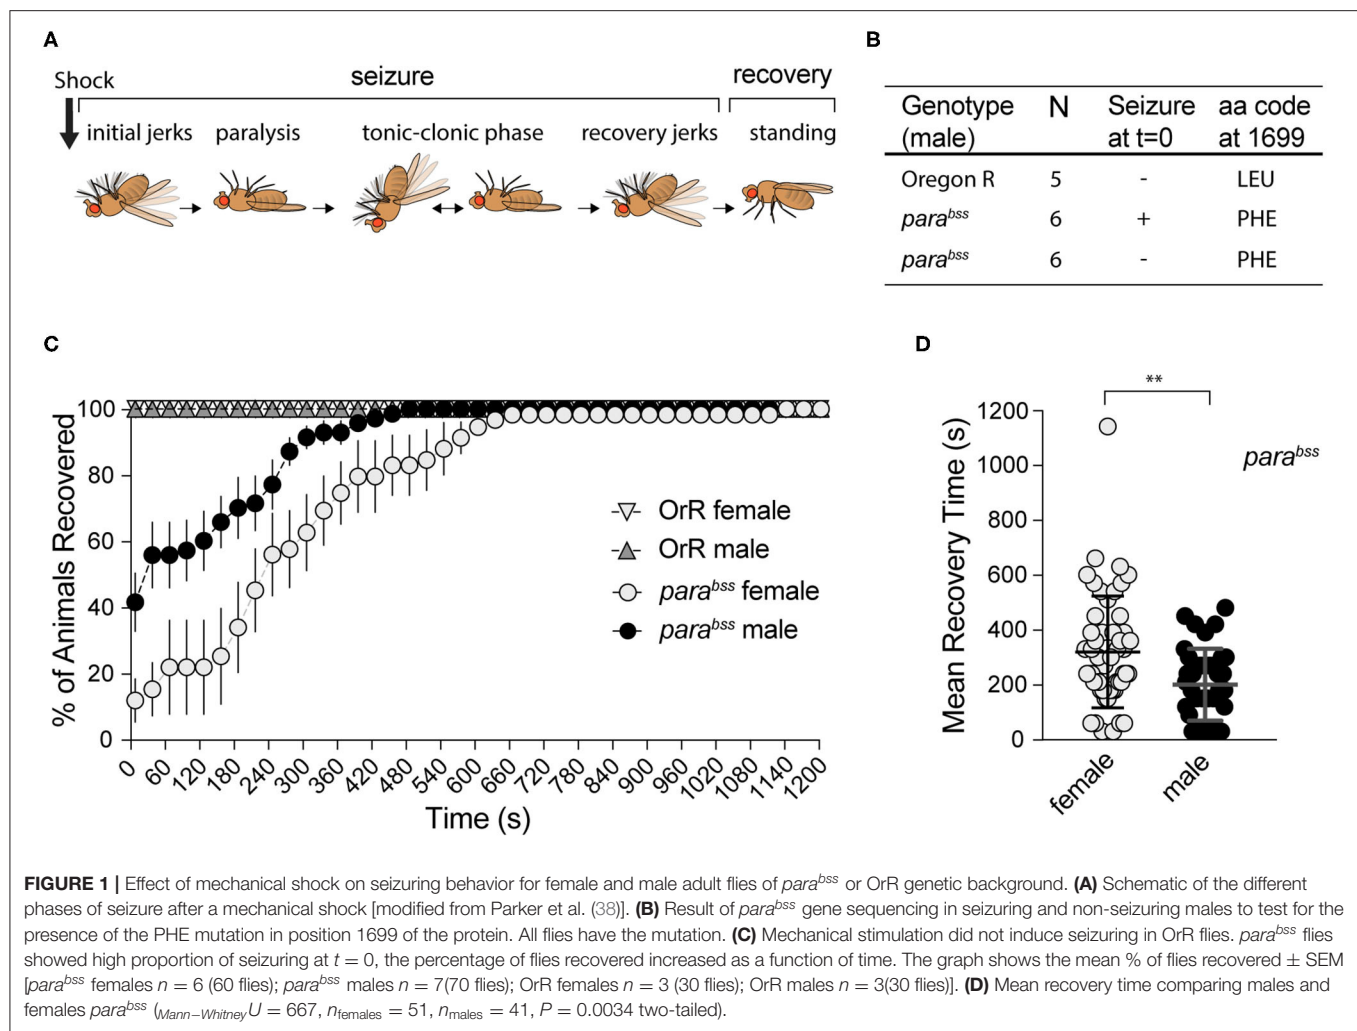 A
Shock
seizure
recovery
initial jerks
paralysis
tonic-clonic phase
recovery jerks
standing
B
Genotype (male) N Seizure at t=0 aa code at 1699
Oregon R 5 - LEU
para^bss 6 + PHE
para^bss 6 - PHE
C
% of Animals Recovered
100
80
60
40
20
0
0 60 120 180 240 300 360 420 480 540 600 660 720 780 840 900 960 1020 1080 1140 1200
Time (s)
OrR female
OrR male
para^bss female
para^bss male
D
**
para^bss
Mean Recovery Time (s)
1200
1000
800
600
400
200
0
female
male
FIGURE 1 | Effect of mechanical shock on seizuring behavior for female and male adult flies of para^bss or OrR genetic background. (A) Schematic of the different
phases of seizure after a mechanical shock [modified from Parker et al. (38)]. (B) Result of para^bss gene sequencing in seizuring and non-seizuring males to test for the
presence of the PHE mutation in position 1699 of the protein. All flies have the mutation. (C) Mechanical stimulation did not induce seizuring in OrR flies. para^bss flies
showed high proportion of seizuring at t = 0, the percentage of flies recovered increased as a function of time. The graph shows the mean % of flies recovered ± SEM
[para^bss females n = 6 (60 flies); para^bss males n = 7(70 flies); OrR females n = 3 (30 flies); OrR males n = 3(30 flies)]. (D) Mean recovery time comparing males and
females para^bss (Mann−Whitney U = 667, n_females = 51, n_males = 41, P = 0.0034 two-tailed).